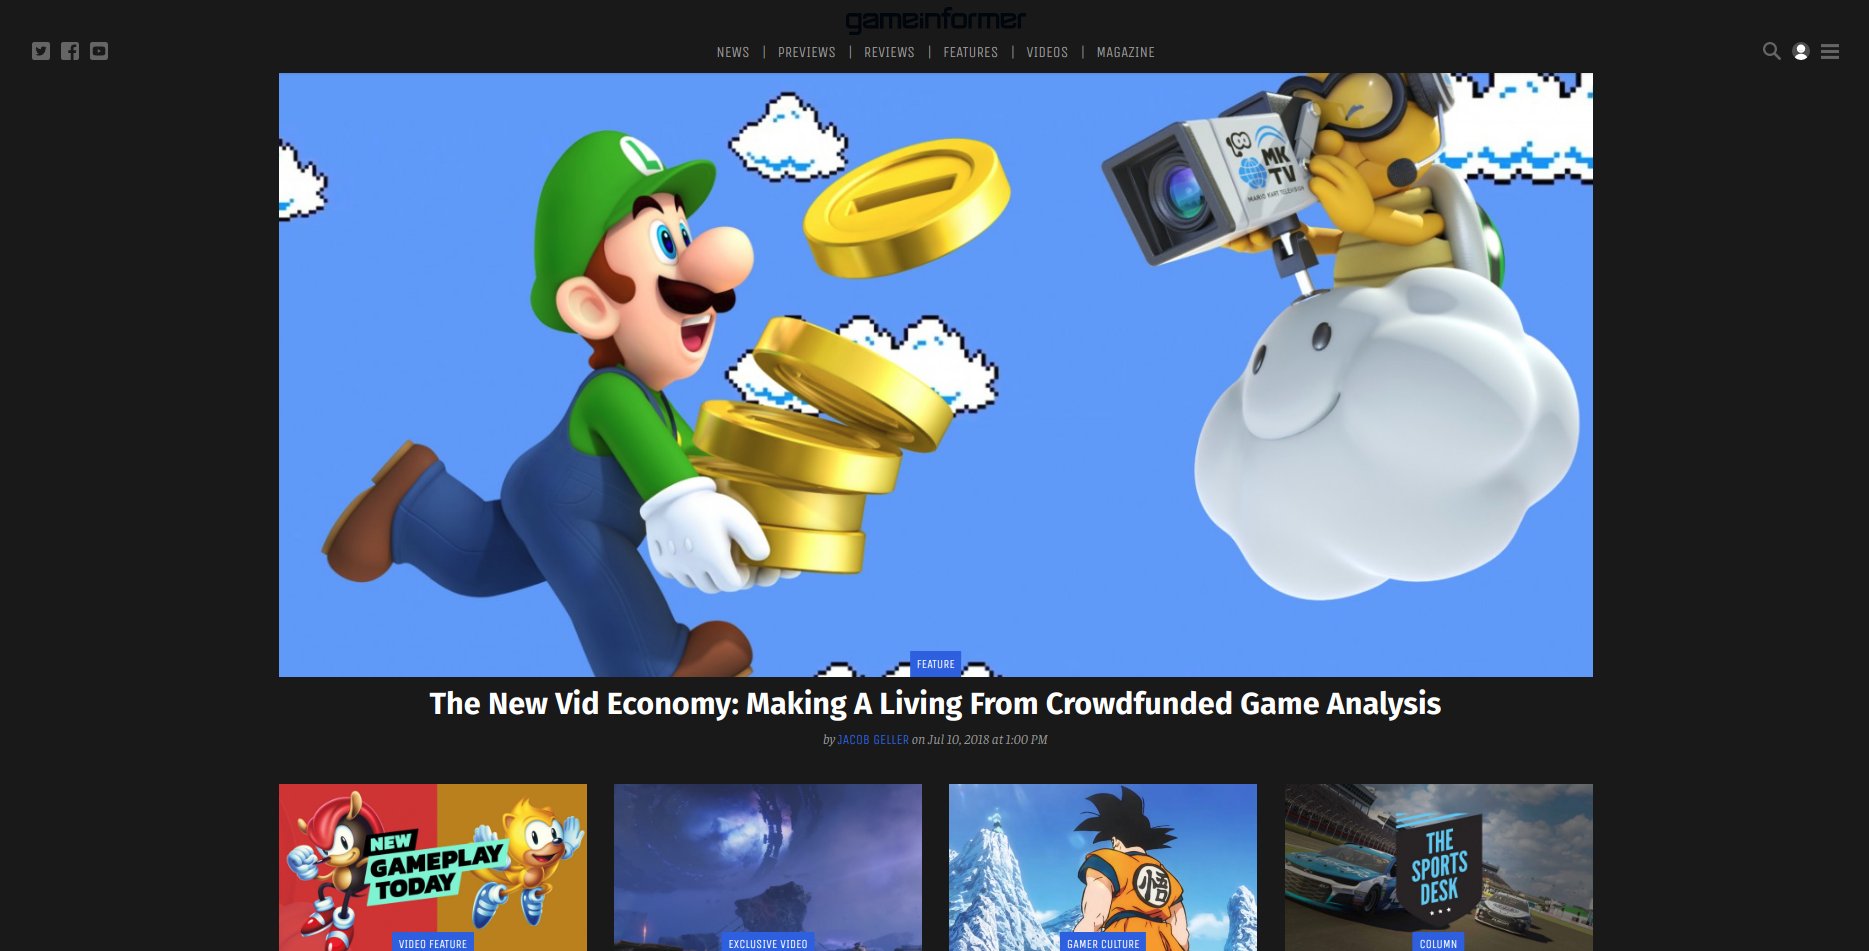 gameinformer
NEWS | PREVIEWS | REVIEWS | FEATURES | VIDEOS | MAGAZINE
L
MK
TV
MARIO KART TELEVISION
FEATURE
The New Vid Economy: Making A Living From Crowdfunded Game Analysis
by JACOB GELLER on Jul 10, 2018 at 1:00 PM
NEW
GAMEPLAY
TODAY
VIDEO FEATURE
EXCLUSIVE VIDEO
悟
GAMER CULTURE
THE
SPORTS
DESK
COLUMN